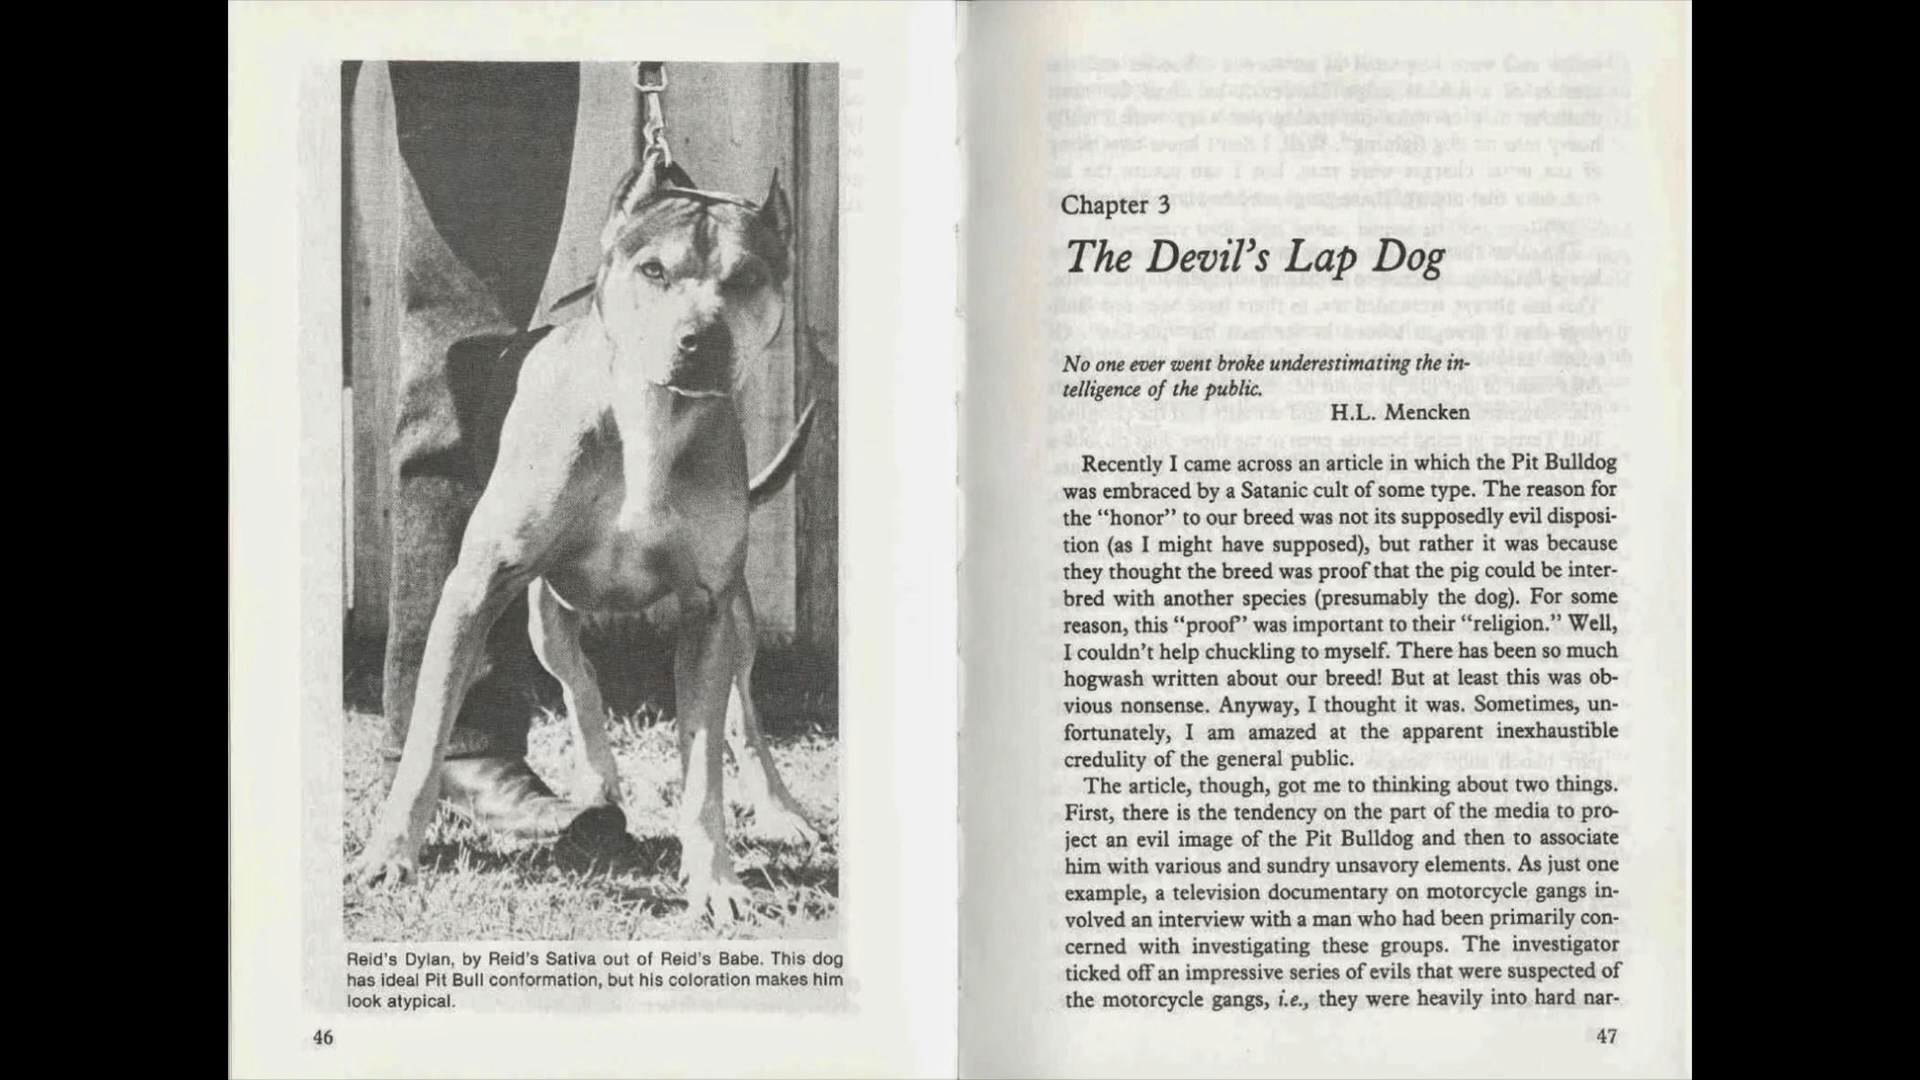 Reid's Dylan, by Reid's Sativa out of Reid's Babe. This dog
has ideal Pit Bull conformation, but his coloration makes him
look atypical.
46
Chapter 3
The Devil's Lap Dog
No one ever went broke underestimating the in-
telligence of the public.
H.L. Mencken
Recently I came across an article in which the Pit Bulldog
was embraced by a Satanic cult of some type. The reason for
the "honor" to our breed was not its supposedly evil disposi-
tion (as I might have supposed), but rather it was because
they thought the breed was proof that the pig could be inter-
bred with another species (presumably the dog). For some
reason, this "proof" was important to their "religion." Well,
I couldn't help chuckling to myself. There has been so much
hogwash written about our breed! But at least this was ob-
vious nonsense. Anyway, I thought it was. Sometimes, un-
fortunately, I am amazed at the apparent inexhaustible
credulity of the general public.
The article, though, got me to thinking about two things.
First, there is the tendency on the part of the media to pro-
ject an evil image of the Pit Bulldog and then to associate
him with various and sundry unsavory elements. As just one
example, a television documentary on motorcycle gangs in-
volved an interview with a man who had been primarily con-
cerned with investigating these groups. The investigator
ticked off an impressive series of evils that were suspected of
the motorcycle gangs, i.e., they were heavily into hard nar-
47